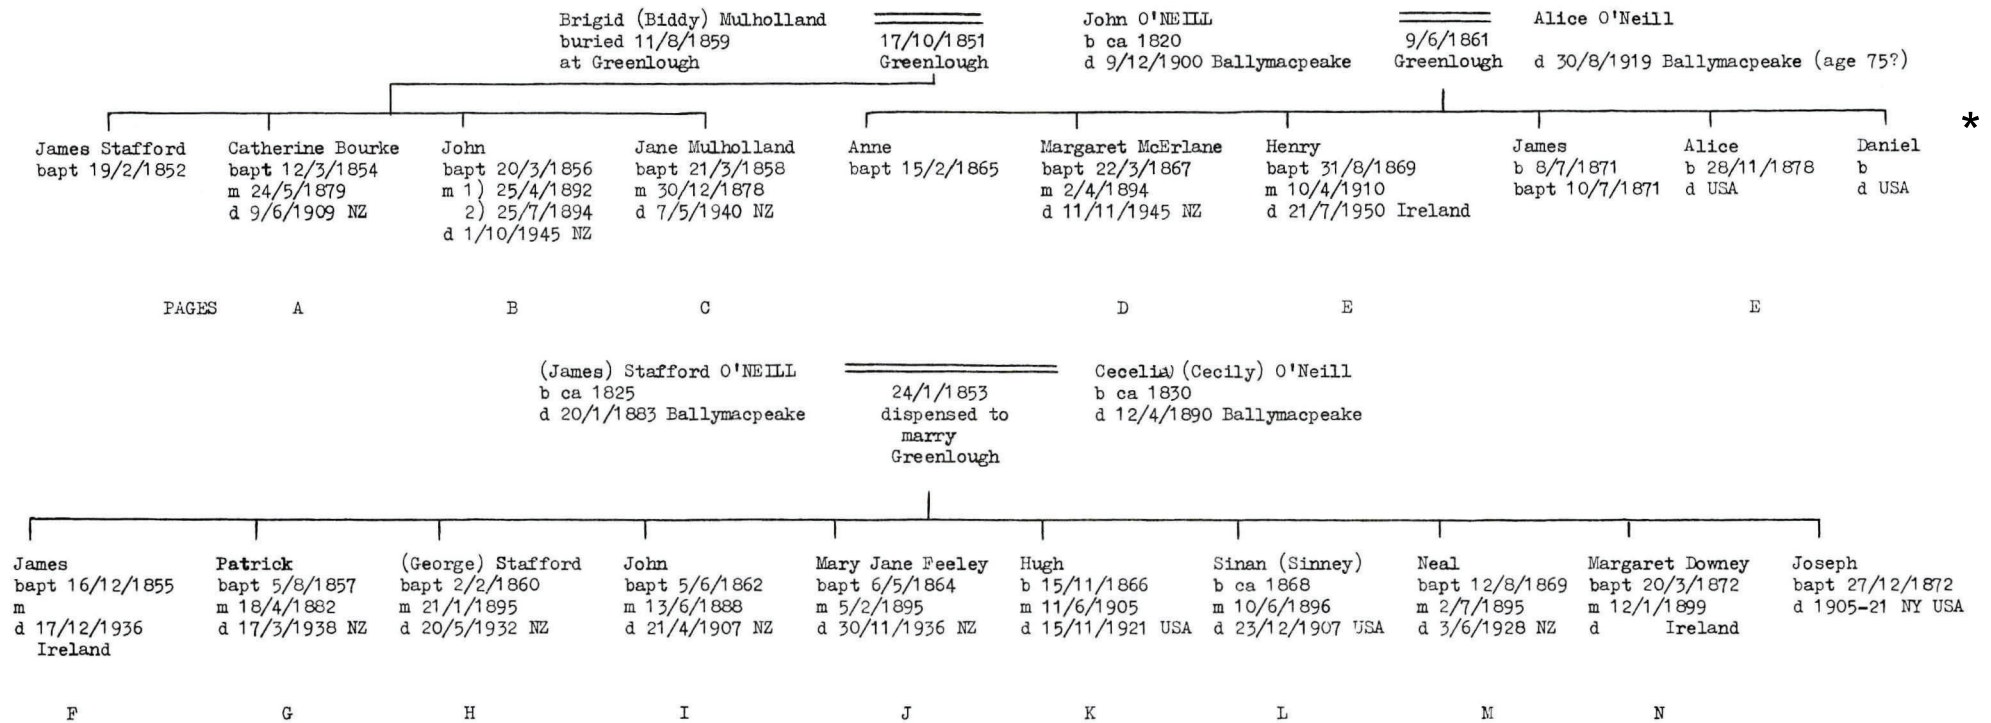 Brigid (Biddy) Mulholland
buried 11/8/1859
at Greenlough
17/10/1851
Greenlough
John O'NEILL
b ca 1820
d 9/12/1900 Ballymacpeake
9/6/1861
Greenlough
Alice O'Neill
d 30/8/1919 Ballymacpeake (age 75?)
*
James Stafford
bapt 19/2/1852
Catherine Bourke
bapt 12/3/1854
m 24/5/1879
d 9/6/1909 NZ
John
bapt 20/3/1856
m 1) 25/4/1892
2) 25/7/1894
d 1/10/1945 NZ
Jane Mulholland
bapt 21/3/1858
m 30/12/1878
d 7/5/1940 NZ
Anne
bapt 15/2/1865
Margaret McErlane
bapt 22/3/1867
m 2/4/1894
d 11/11/1945 NZ
Henry
bapt 31/8/1869
m 10/4/1910
d 21/7/1950 Ireland
James
b 8/7/1871
bapt 10/7/1871
Alice
b 28/11/1878
d USA
Daniel
b
d USA
PAGES A B C D E E
(James) Stafford O'NEILL
b ca 1825
d 20/1/1883 Ballymacpeake
24/1/1853
dispensed to
marry
Greenlough
Cecelia (Cecily) O'Neill
b ca 1830
d 12/4/1890 Ballymacpeake
James
bapt 16/12/1855
m
d 17/12/1936
Ireland
Patrick
bapt 5/8/1857
m 18/4/1882
d 17/3/1938 NZ
(George) Stafford
bapt 2/2/1860
m 21/1/1895
d 20/5/1932 NZ
John
bapt 5/6/1862
m 13/6/1888
d 21/4/1907 NZ
Mary Jane Feeley
bapt 6/5/1864
m 5/2/1895
d 30/11/1936 NZ
Hugh
b 15/11/1866
m 11/6/1905
d 15/11/1921 USA
Sinan (Sinney)
b ca 1868
m 10/6/1896
d 23/12/1907 USA
Neal
bapt 12/8/1869
m 2/7/1895
d 3/6/1928 NZ
Margaret Downey
bapt 20/3/1872
m 12/1/1899
d Ireland
Joseph
bapt 27/12/1872
d 1905-21 NY USA
F G H I J K L M N